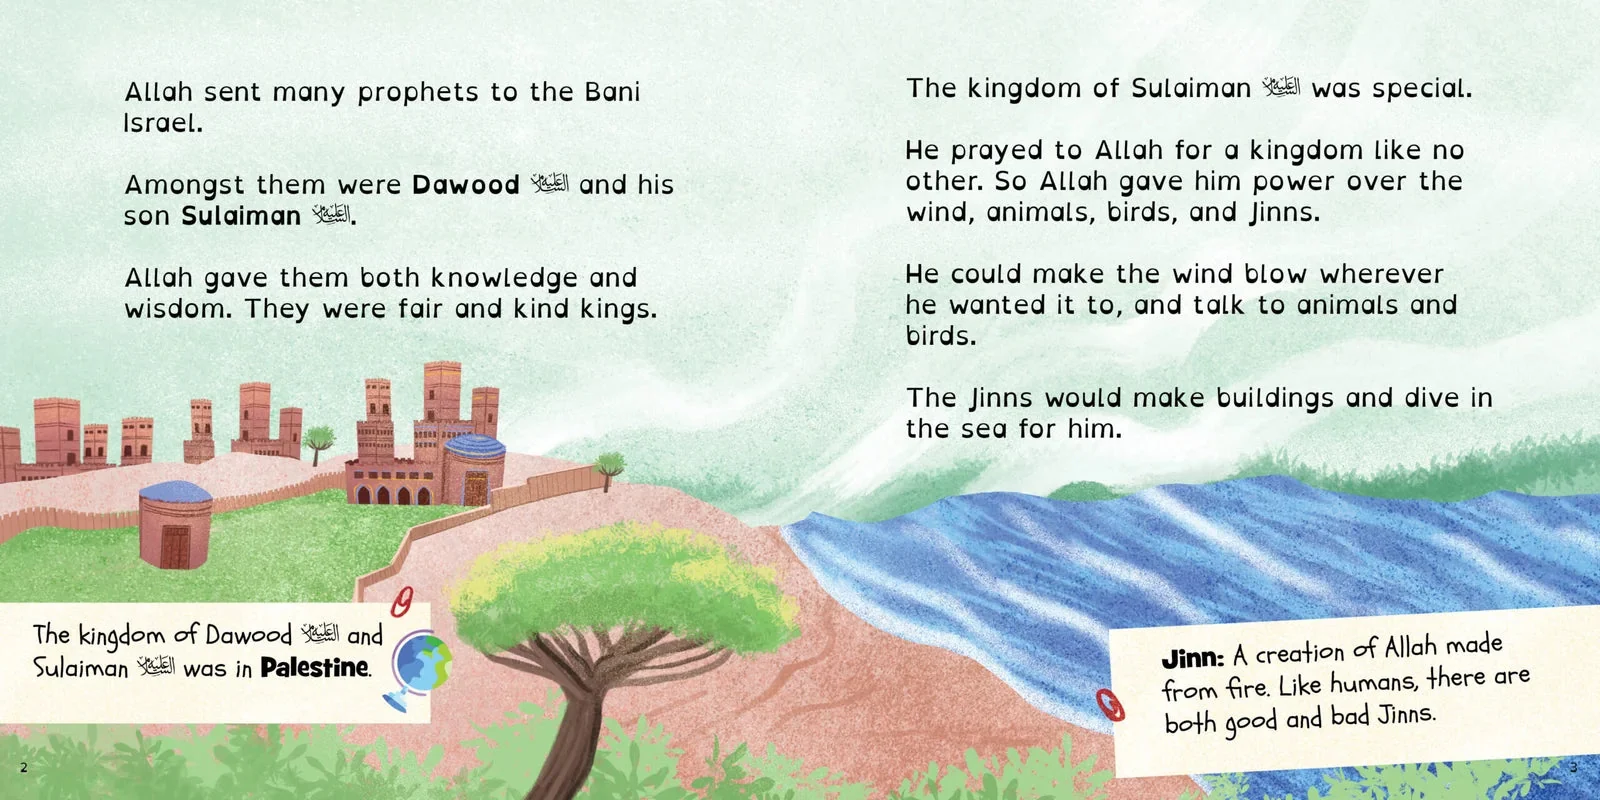 Allah sent many prophets to the Bani
Israel.
Amongst them were Dawood عليه السلام and his
son Sulaiman عليه السلام.
Allah gave them both knowledge and
wisdom. They were fair and kind kings.
The kingdom of Dawood عليه السلام and
Sulaiman عليه السلام was in Palestine.
2
The kingdom of Sulaiman عليه السلام was special.
He prayed to Allah for a kingdom like no
other. So Allah gave him power over the
wind, animals, birds, and Jinns.
He could make the wind blow wherever
he wanted it to, and talk to animals and
birds.
The Jinns would make buildings and dive in
the sea for him.
Jinn: A creation of Allah made
from fire. Like humans, there are
both good and bad Jinns.
3